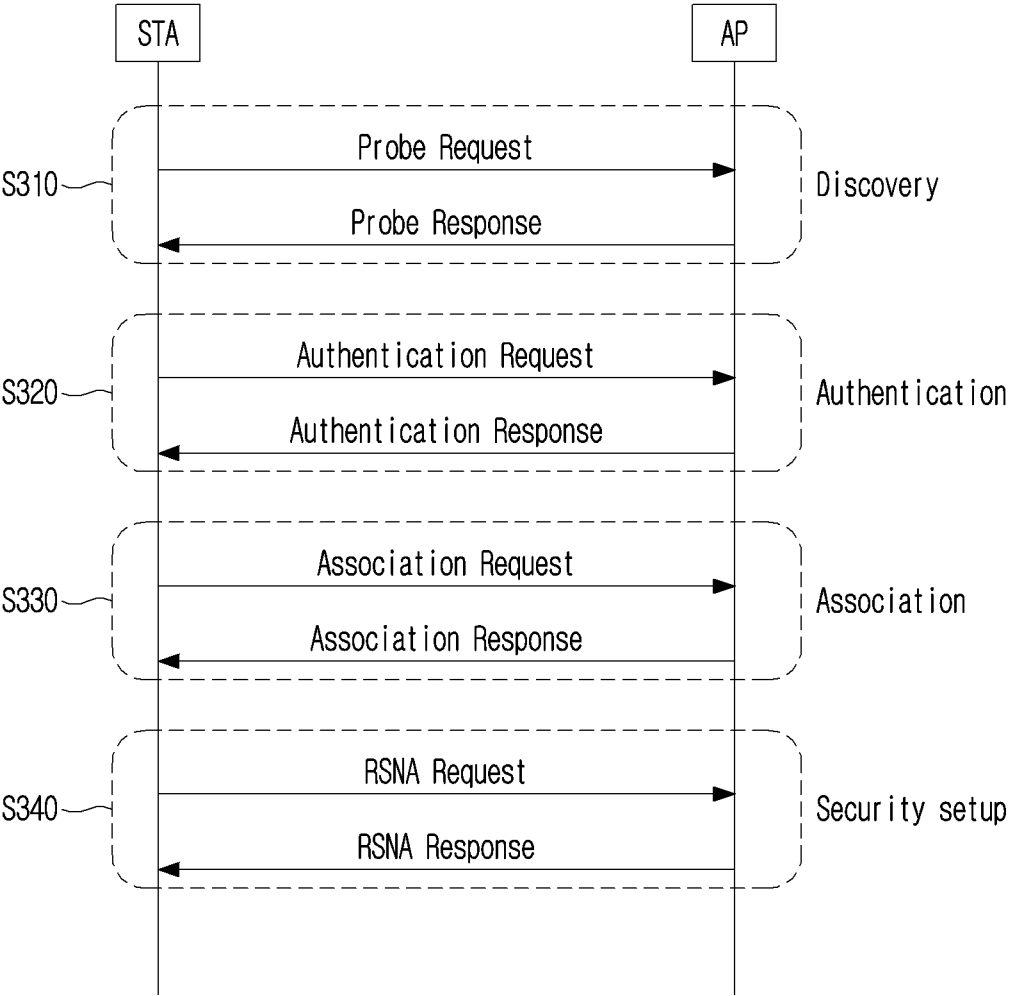 STA
AP
Probe Request
S310
Discovery
Probe Response
Authentication Request
S320
Authentication
Authentication Response
Association Request
S330
Association
Association Response
RSNA Request
S340
Security setup
RSNA Response